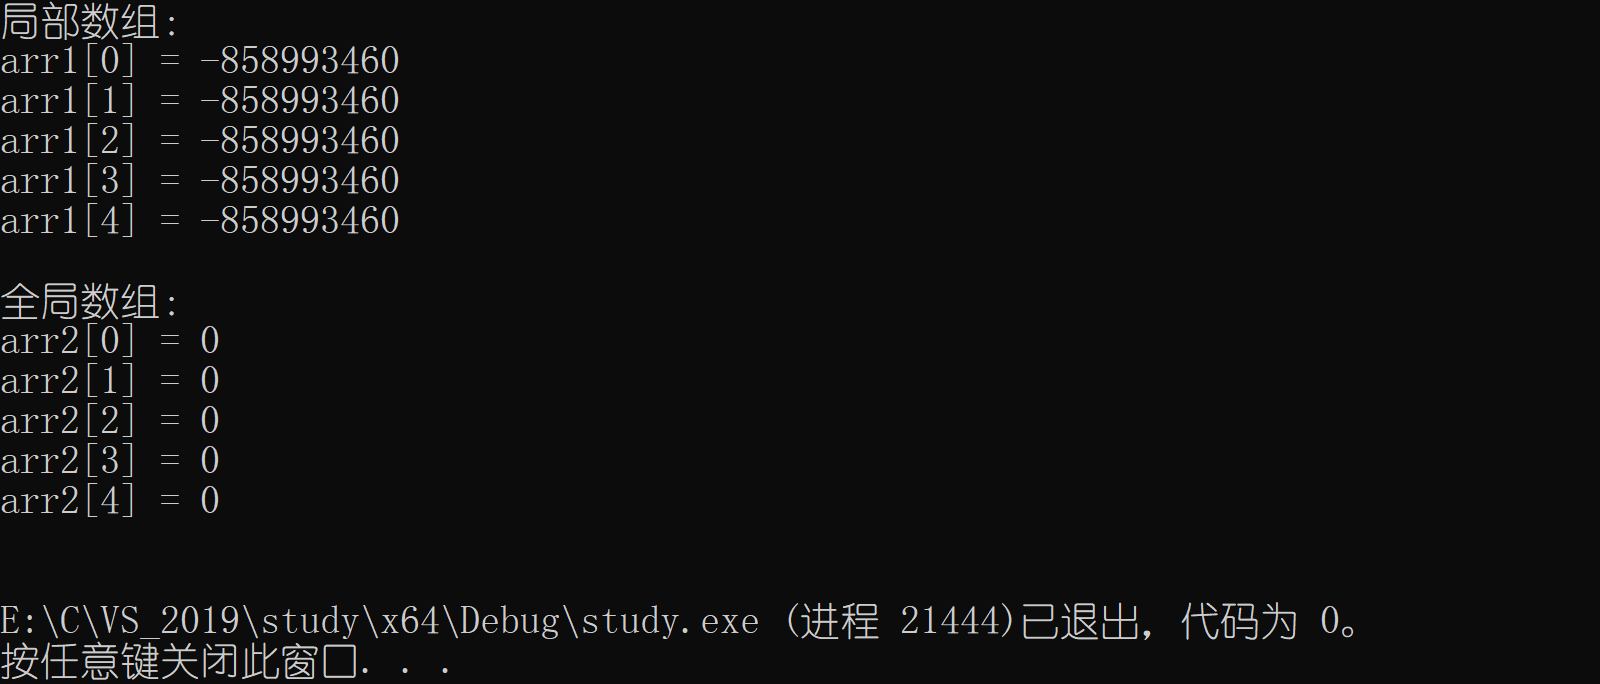 局部数组:
arr1[0] = -858993460
arr1[1] = -858993460
arr1[2] = -858993460
arr1[3] = -858993460
arr1[4] = -858993460
全局数组:
arr2[0] = 0
arr2[1] = 0
arr2[2] = 0
arr2[3] = 0
arr2[4] = 0
E:\C\VS_2019\study\x64\Debug\study.exe (进程 21444)已退出，代码为 0。
按任意键关闭此窗口. . .